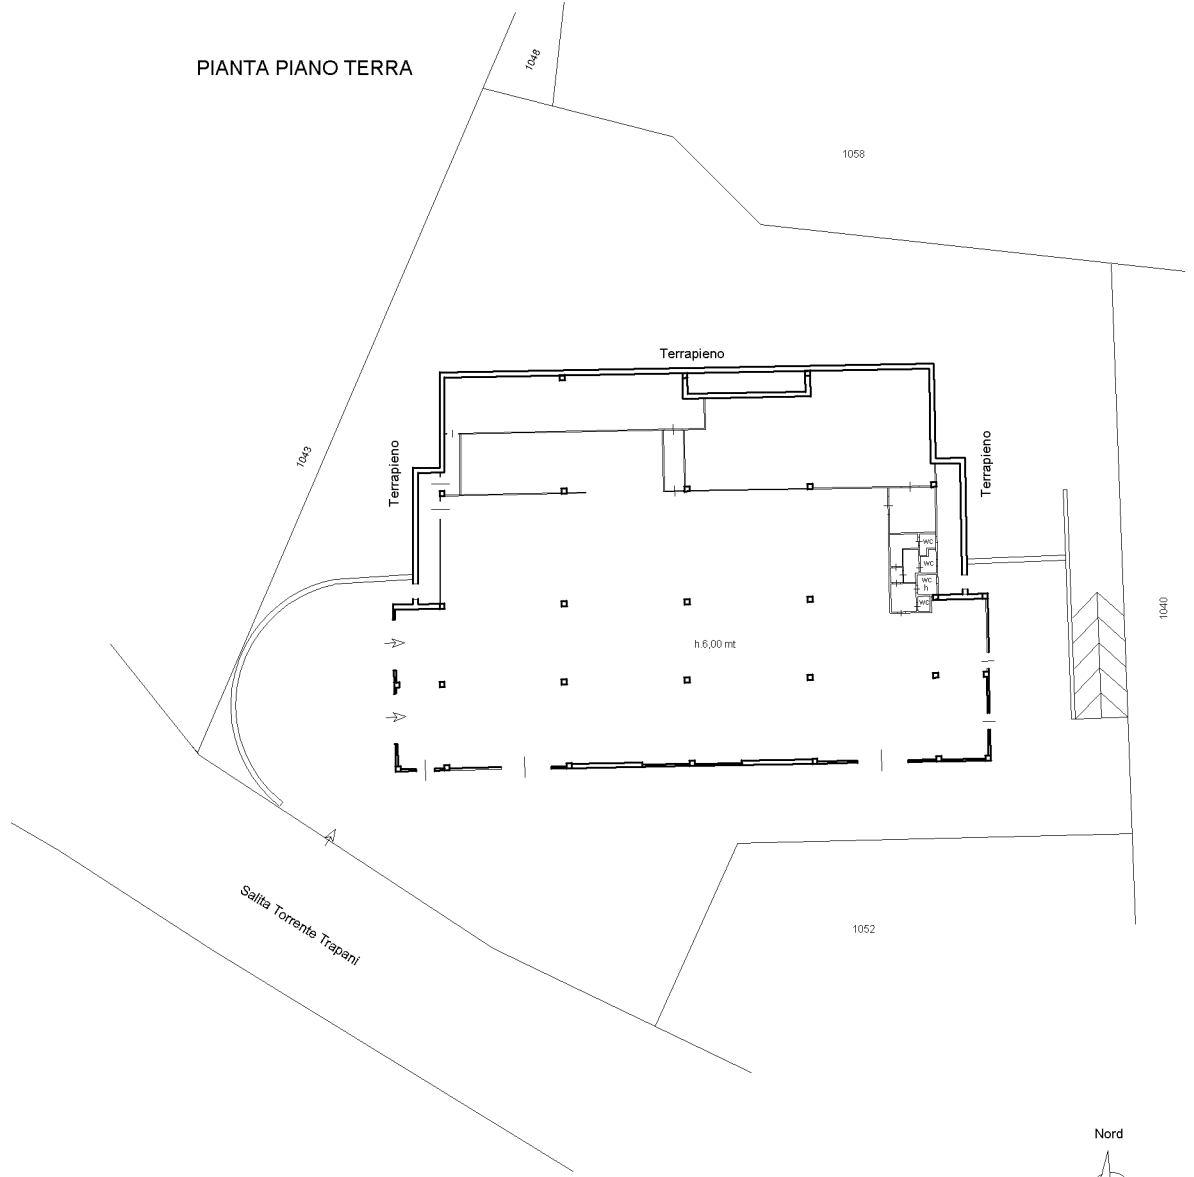 1048
PIANTA PIANO TERRA
1058
Terrapieno
1043
Terrapieno
Terrapieno
wc
wc
wc
h
wc
1040
h.6,00 mt
Salita Torrente Trapani
1052
Nord